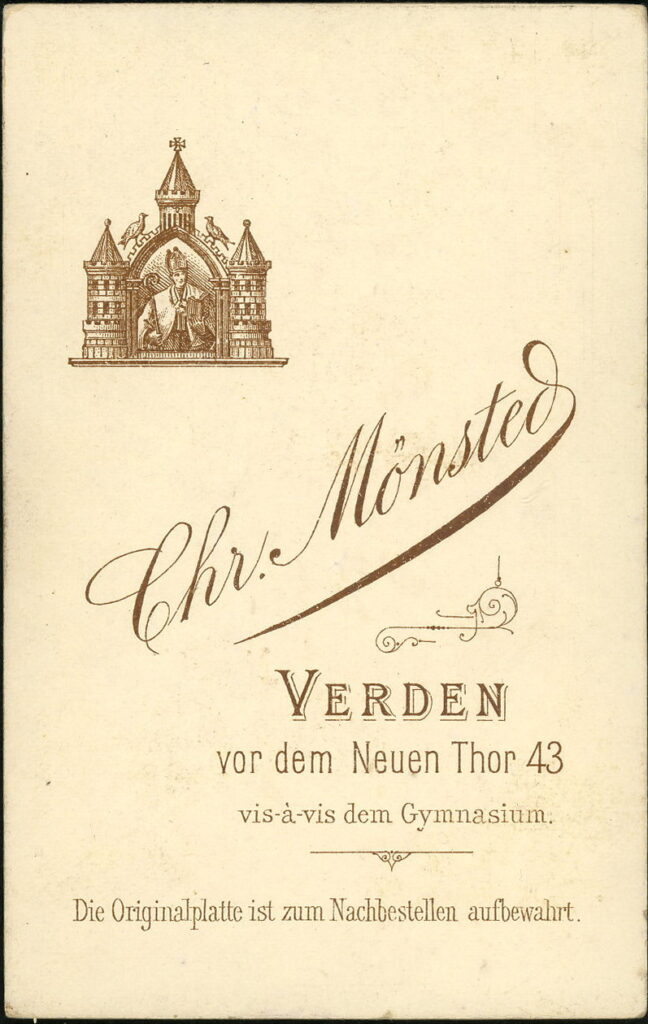 Chr. Mönsted
VERDEN
vor dem Neuen Thor 43
vis-à-vis dem Gymnasium.
Die Originalplatte ist zum Nachbestellen aufbewahrt.